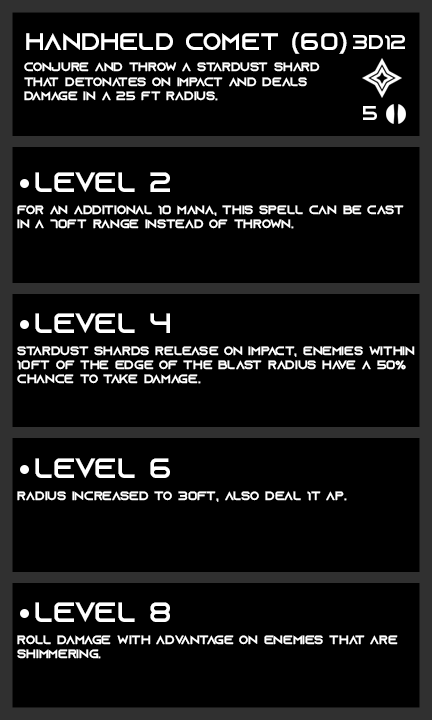 HANDHELD COMET (60) 3D12
CONJURE AND THROW A STARDUST SHARD
THAT DETONATES ON IMPACT AND DEALS
DAMAGE IN A 25 FT RADIUS.
5
•LEVEL 2
FOR AN ADDITIONAL 10 MANA, THIS SPELL CAN BE CAST
IN A 70FT RANGE INSTEAD OF THROWN.
•LEVEL 4
STARDUST SHARDS RELEASE ON IMPACT, ENEMIES WITHIN
10FT OF THE EDGE OF THE BLAST RADIUS HAVE A 50%
CHANCE TO TAKE DAMAGE.
•LEVEL 6
RADIUS INCREASED TO 30FT, ALSO DEAL 1T AP.
•LEVEL 8
ROLL DAMAGE WITH ADVANTAGE ON ENEMIES THAT ARE
SHIMMERING.